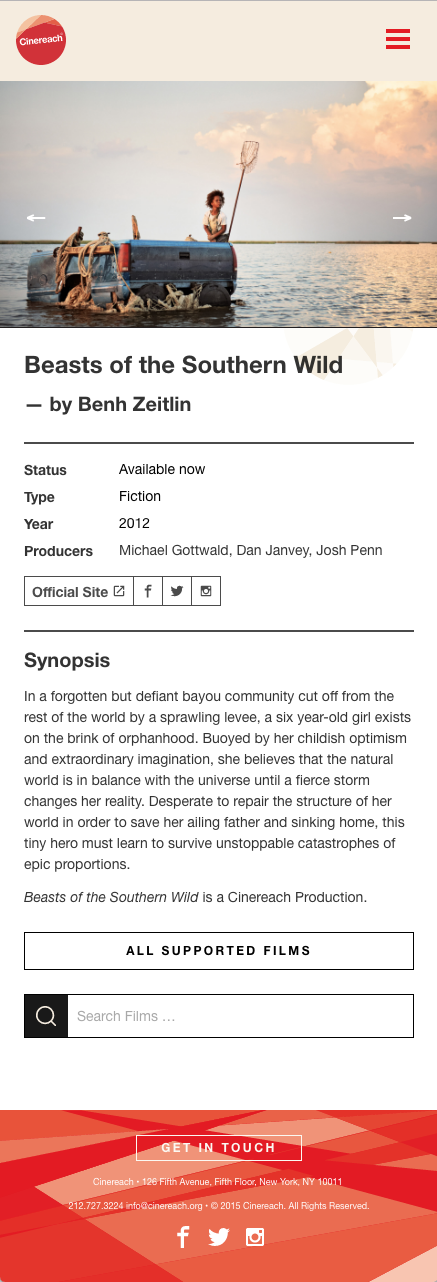 Cinereach
Beasts of the Southern Wild
— by Benh Zeitlin
Status Available now
Type Fiction
Year 2012
Producers Michael Gottwald, Dan Janvey, Josh Penn
Official Site
Synopsis
In a forgotten but defiant bayou community cut off from the
rest of the world by a sprawling levee, a six year-old girl exists
on the brink of orphanhood. Buoyed by her childish optimism
and extraordinary imagination, she believes that the natural
world is in balance with the universe until a fierce storm
changes her reality. Desperate to repair the structure of her
world in order to save her ailing father and sinking home, this
tiny hero must learn to survive unstoppable catastrophes of
epic proportions.
Beasts of the Southern Wild is a Cinereach Production.
ALL SUPPORTED FILMS
Search Films …
GET IN TOUCH
Cinereach • 126 Fifth Avenue, Fifth Floor, New York, NY 10011
212.727.3224 info@cinereach.org • © 2015 Cinereach. All Rights Reserved.